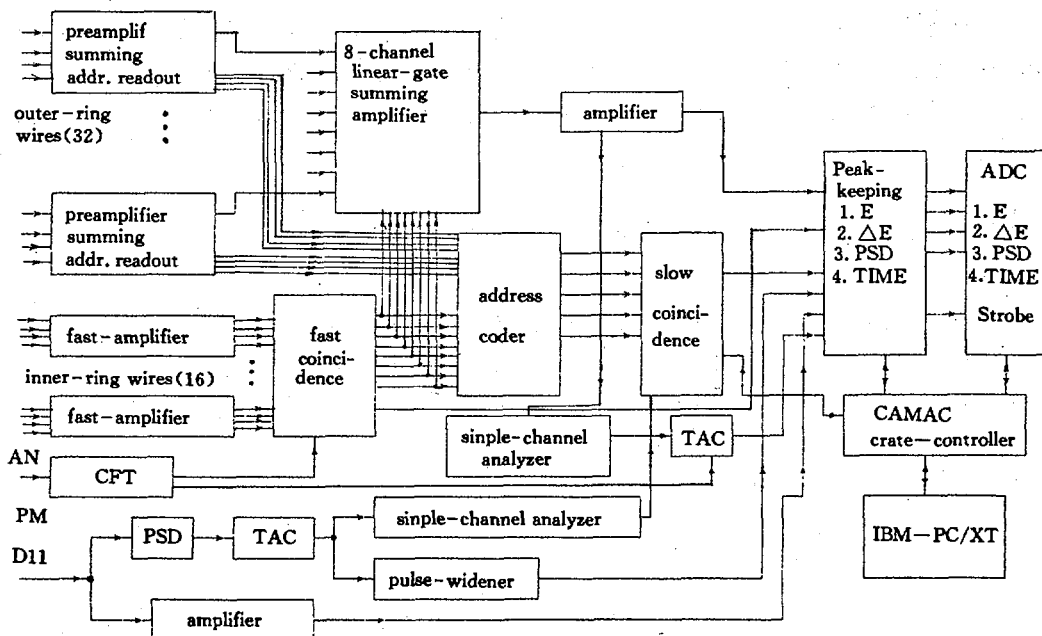 preamplif
summing
addr. readout
outer-ring
wires(32)
preamplifier
summing
addr. readout
8-channel
linear-gate
summing
amplifier
amplifier
Peak-
keeping
1. E
2. △E
3. PSD
4. TIME
ADC
1. E
2. △E
3. PSD
4. TIME
Strobe
address
coder
slow
coinci-
dence
fast-amplifier
inner-ring wires(16)
fast-amplifier
fast
coinci-
dence
AN
CFT
sinple-channel
analyzer
TAC
CAMAC
crate-controller
PM
D11
PSD
TAC
sinple-channel analyzer
pulse-widener
amplifier
IBM-PC/XT